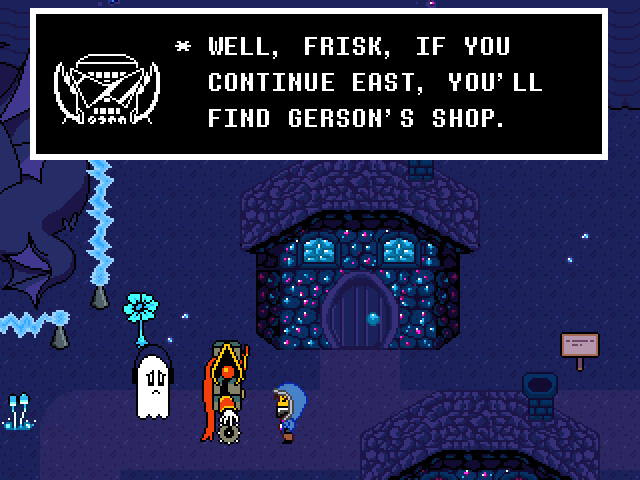 * WELL, FRISK, IF YOU
CONTINUE EAST, YOU'LL
FIND GERSON'S SHOP.